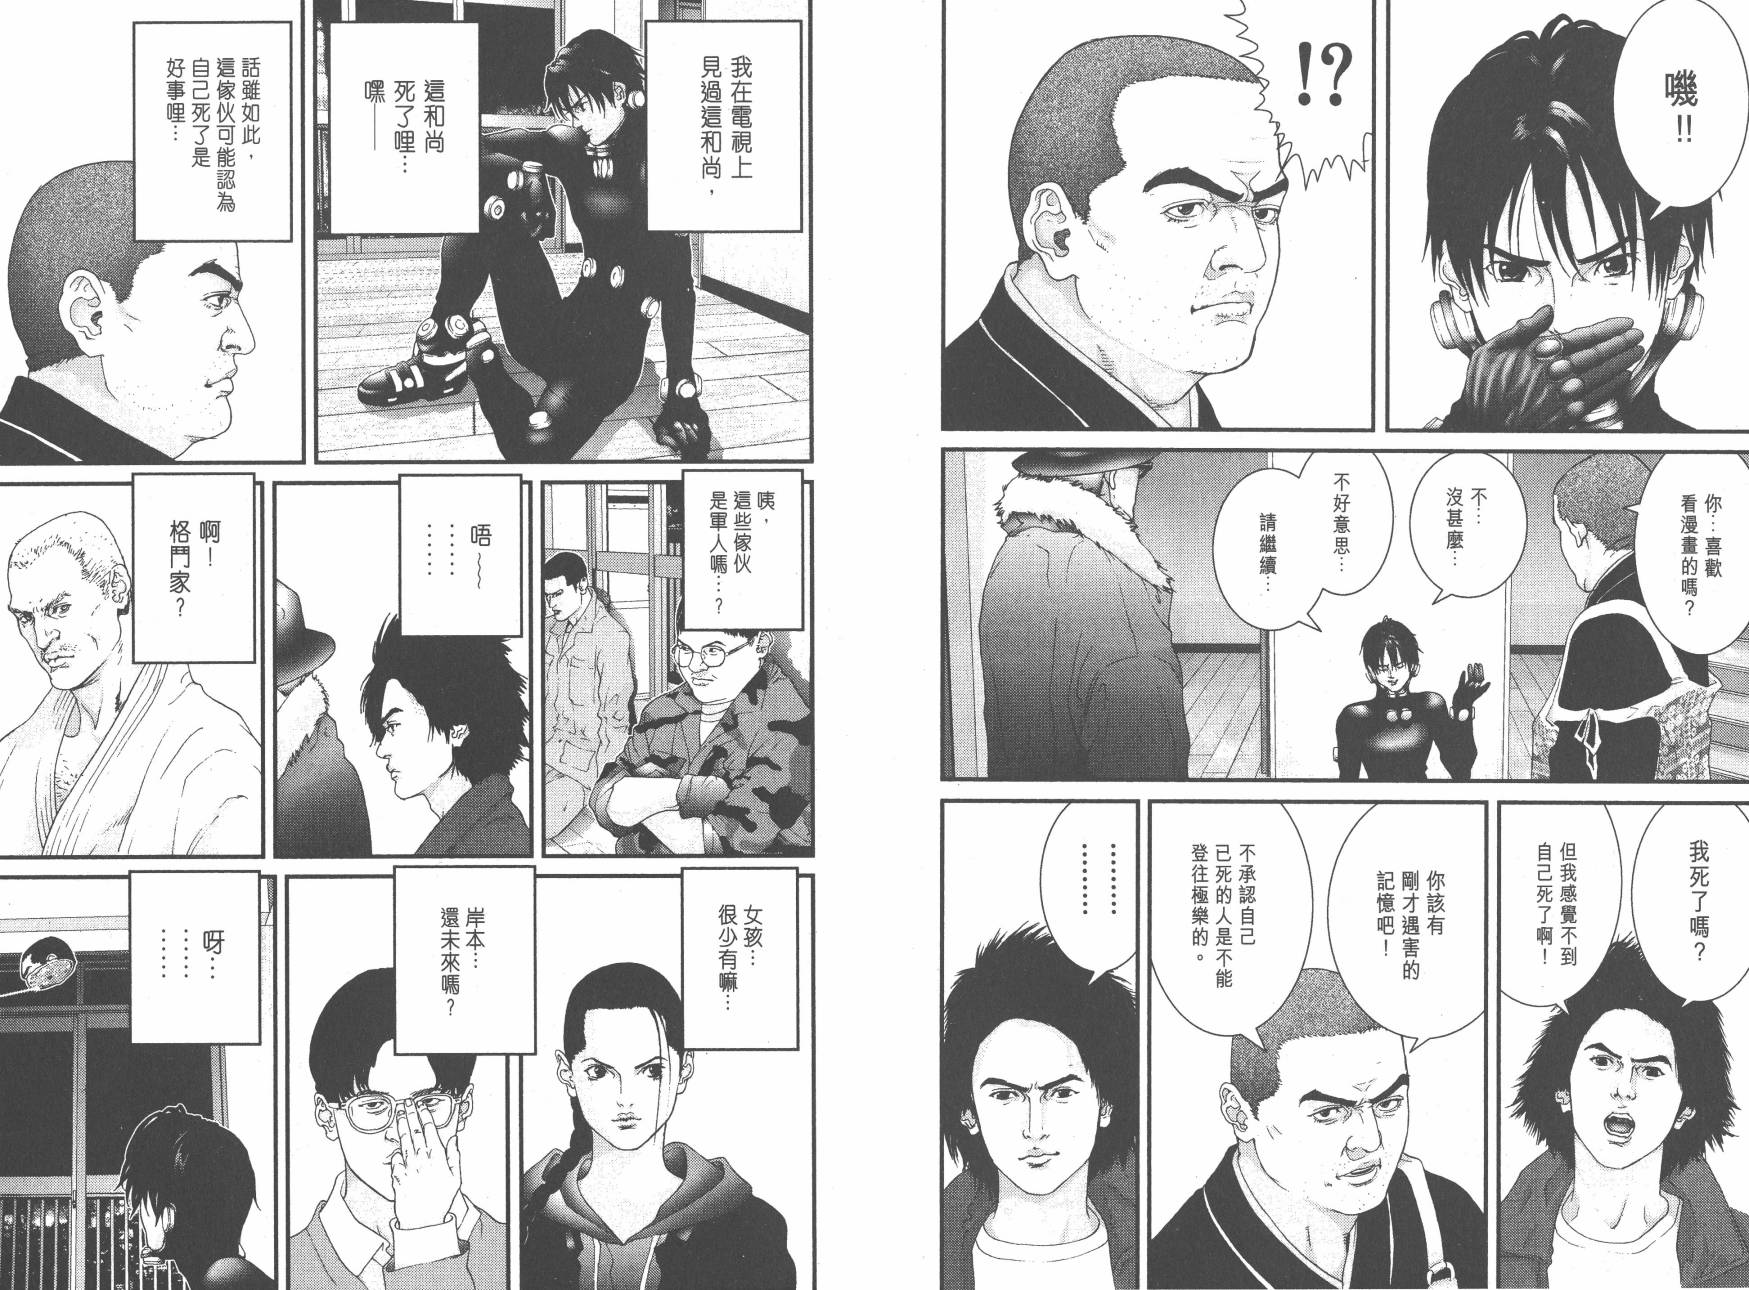 嘰!!
!?
你…喜歡
看漫畫的嗎？
不…
沒甚麼…
不好意思…
請繼續…
我死了嗎？
但我感覺不到
自己死了啊！
你該有
剛才遇害的
記憶吧！
不承認自己
已死的人是不能
登往極樂的。
………
………
我在電視上
見過這和尚，
這和尚
死了哩…
嘿——
話雖如此，
這傢伙可能認為
自己死了是
好事哩…
咦，
這些傢伙
是軍人嗎…？
唔～～
……
……
啊！
格鬥家？
女孩…
很少有嘛…
岸本…
還未來嗎？
呀…
……
……